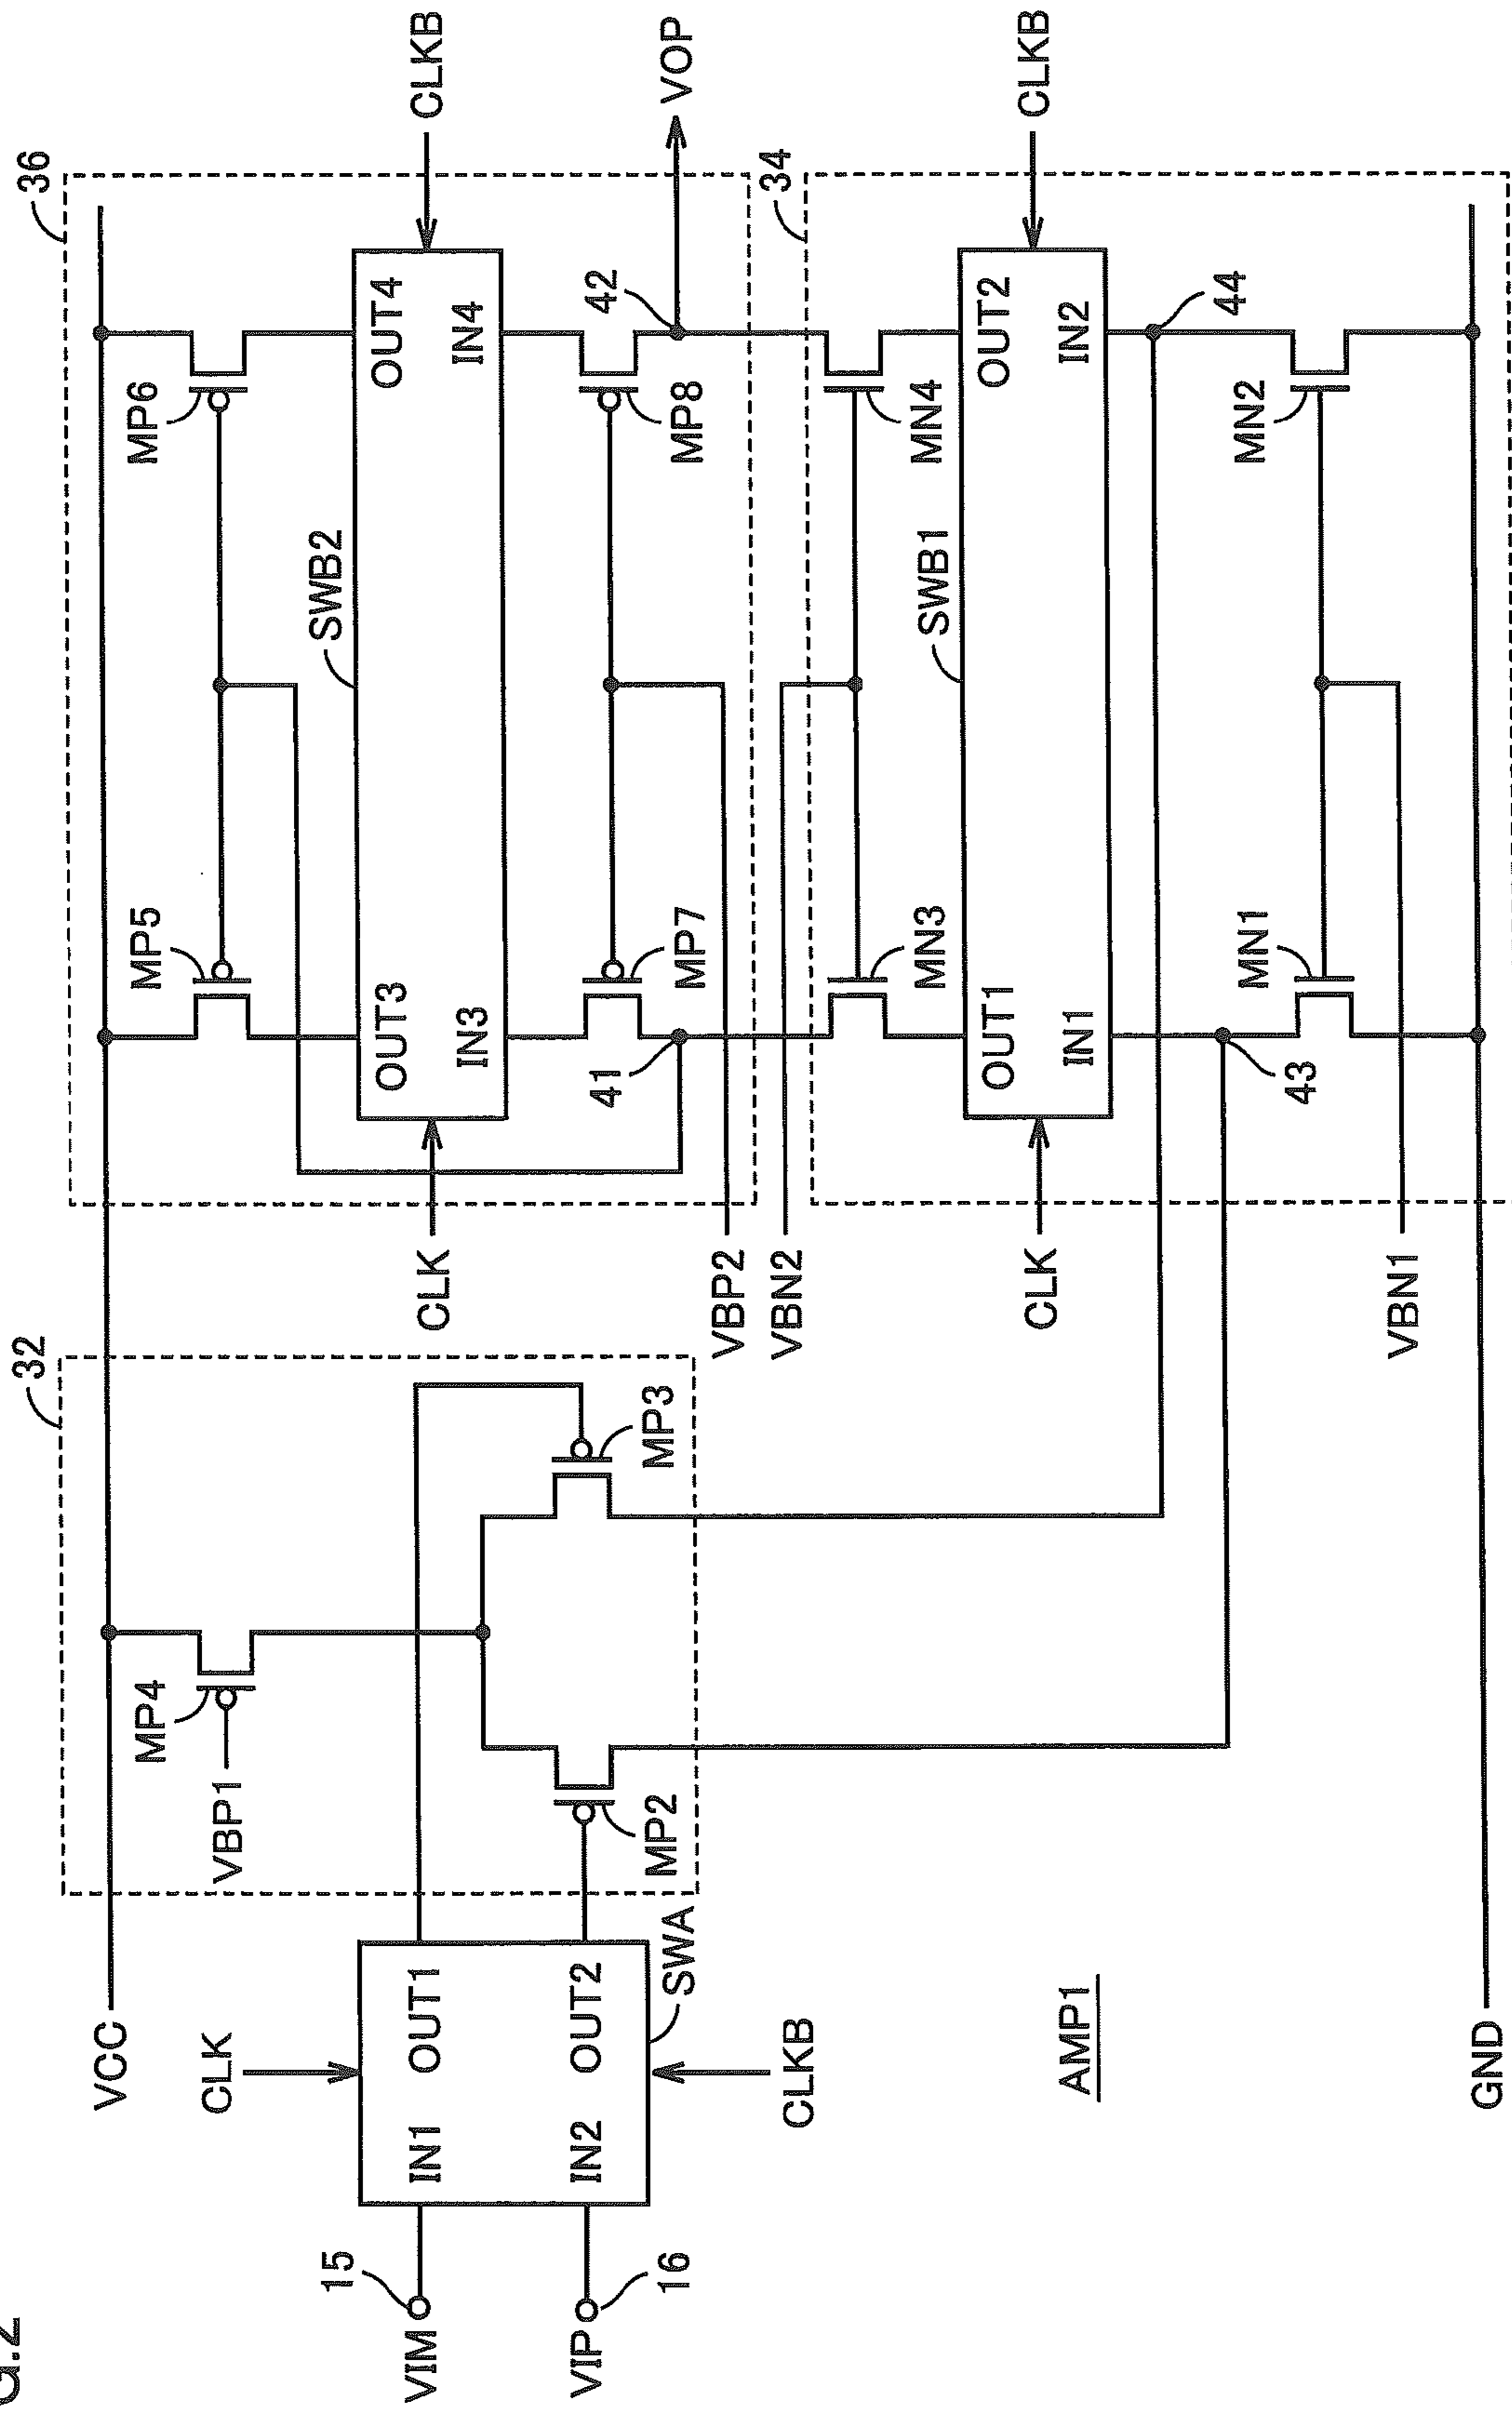 G.2
32
36
34
VCC
VBP1
MP4
CLK
VIM
15
IN1
OUT1
VIP
16
IN2
OUT2
SWA
CLKB
MP2
MP3
MP5
MP6
SWB2
CLK
OUT3
OUT4
CLKB
IN3
IN4
MP7
MP8
41
42
VOP
VBP2
VBN2
MN3
MN4
SWB1
CLK
OUT1
OUT2
CLKB
IN1
IN2
43
44
MN1
MN2
VBN1
AMP1
GND